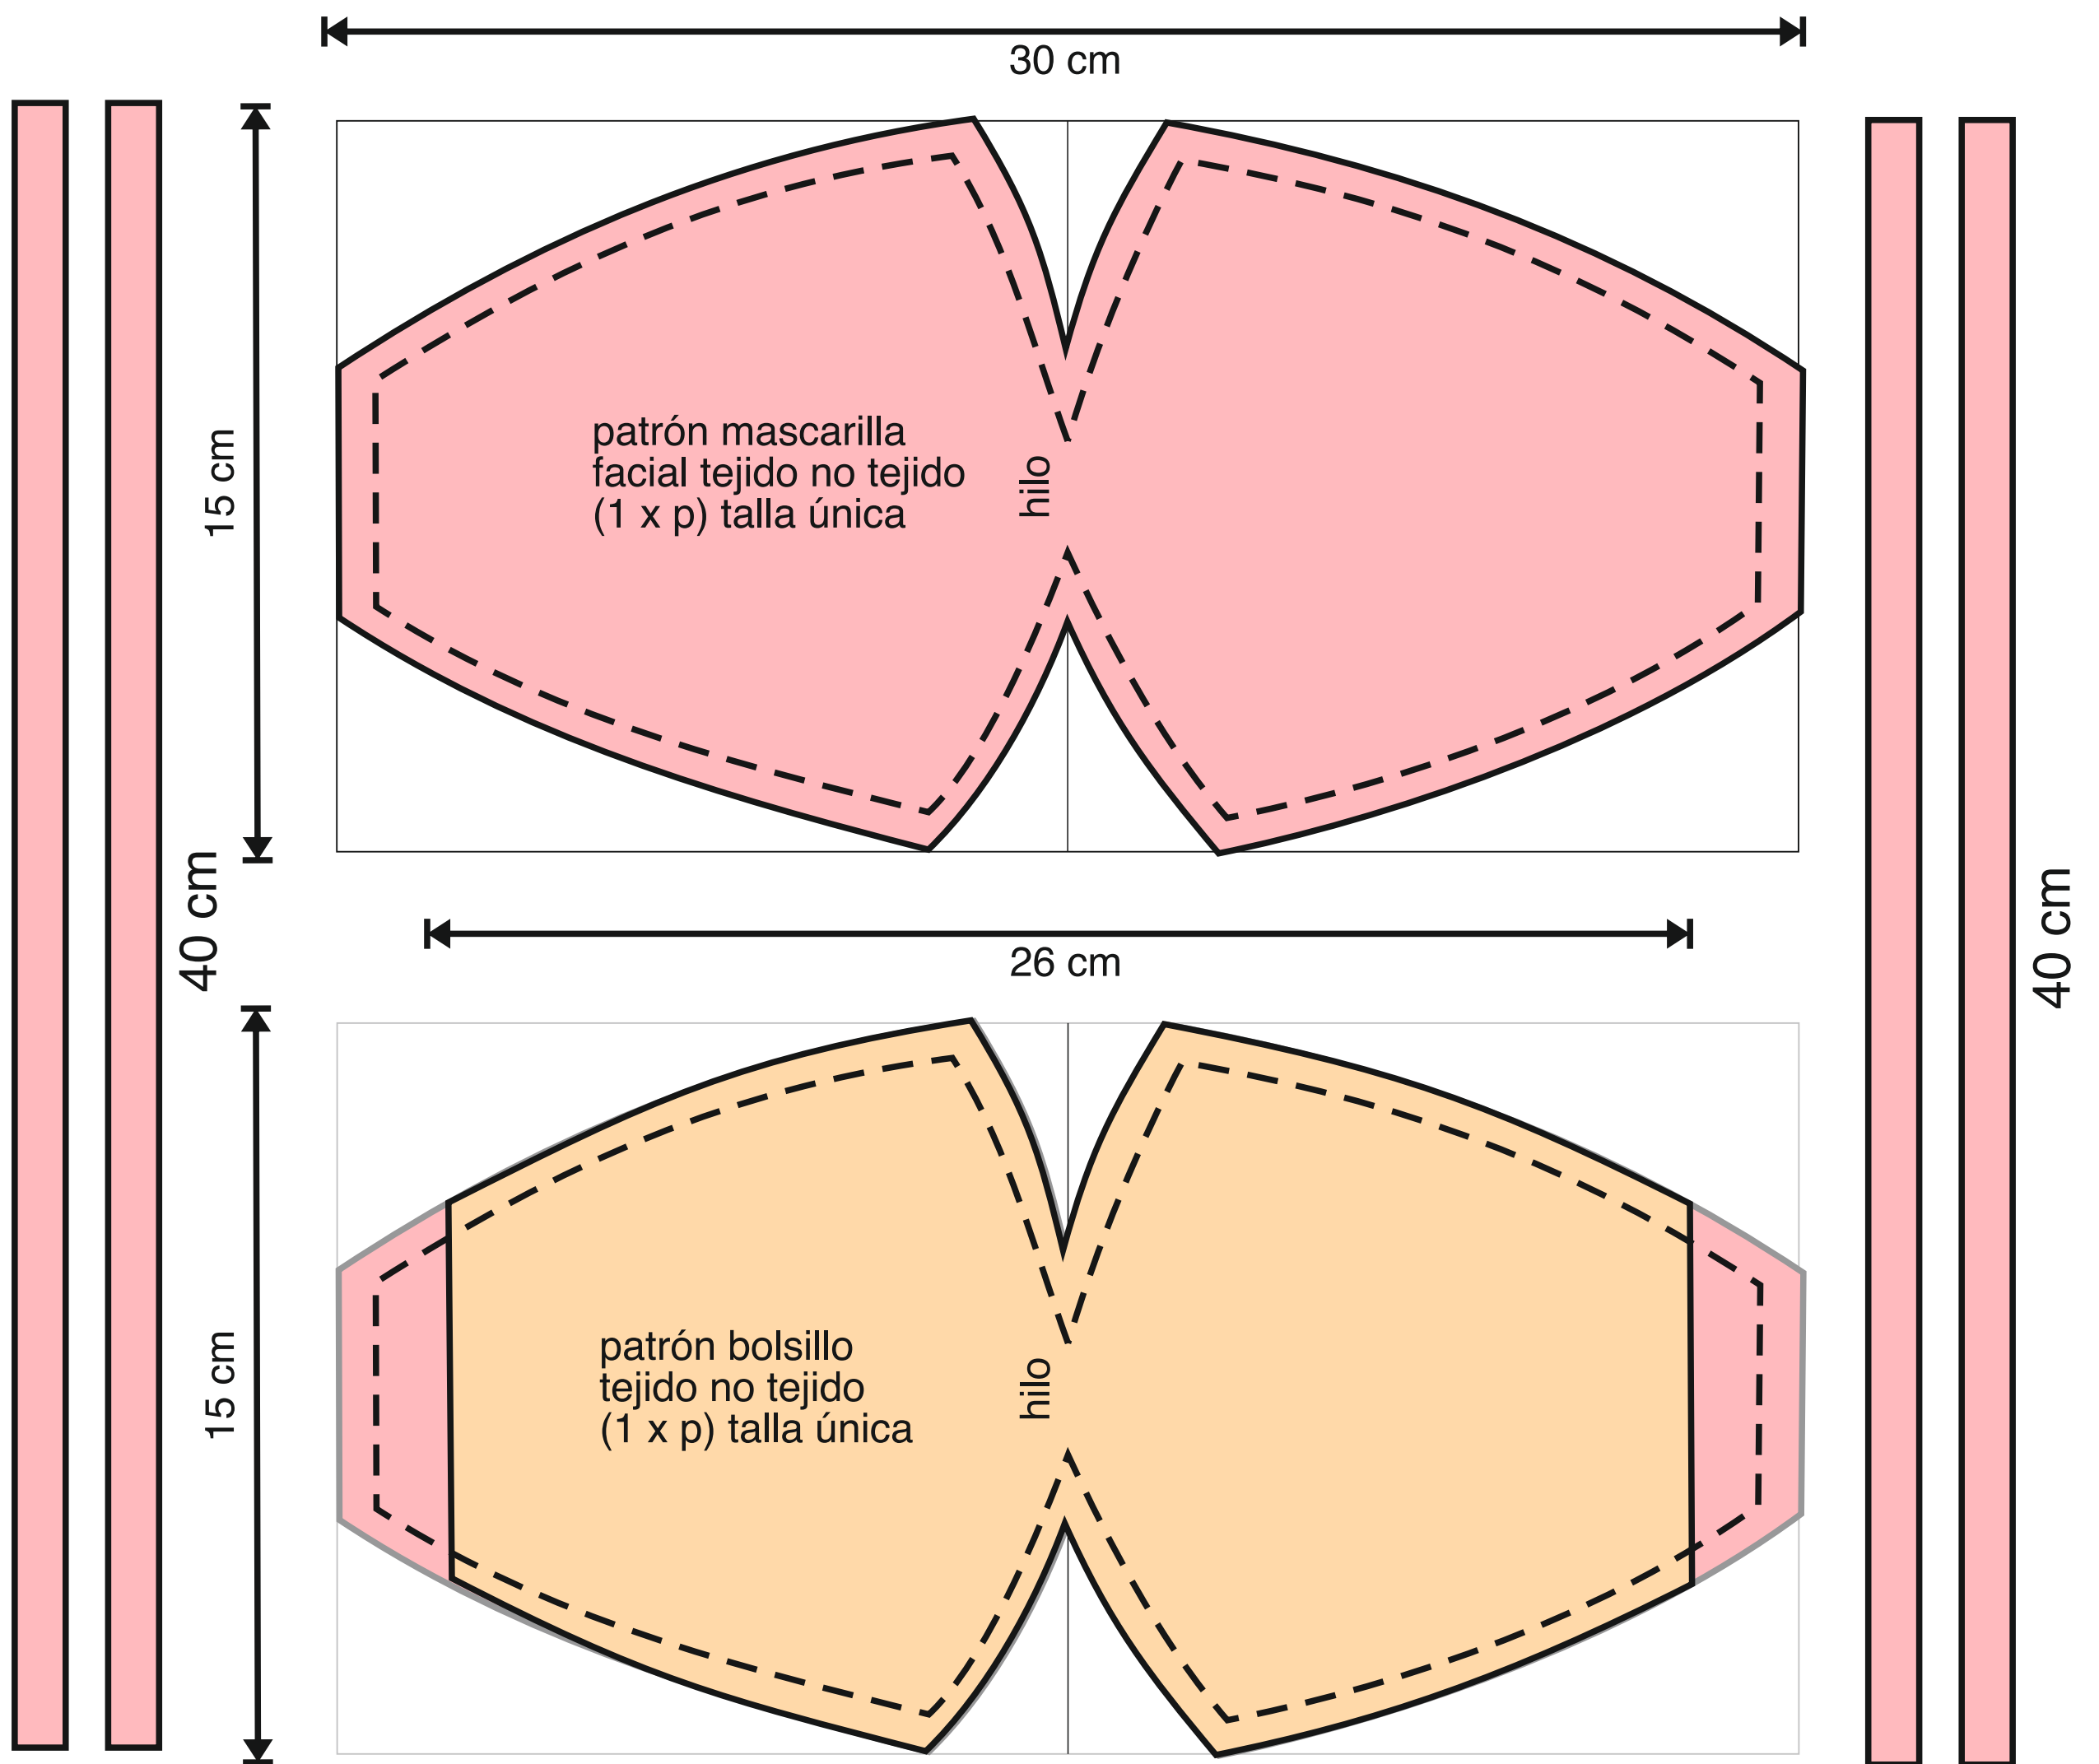 30 cm
15 cm
patrón mascarilla
facial tejido no tejido
(1 x p) talla única
hilo
40 cm
40 cm
26 cm
15 cm
patrón bolsillo
tejido no tejido
(1 x p) talla única
hilo